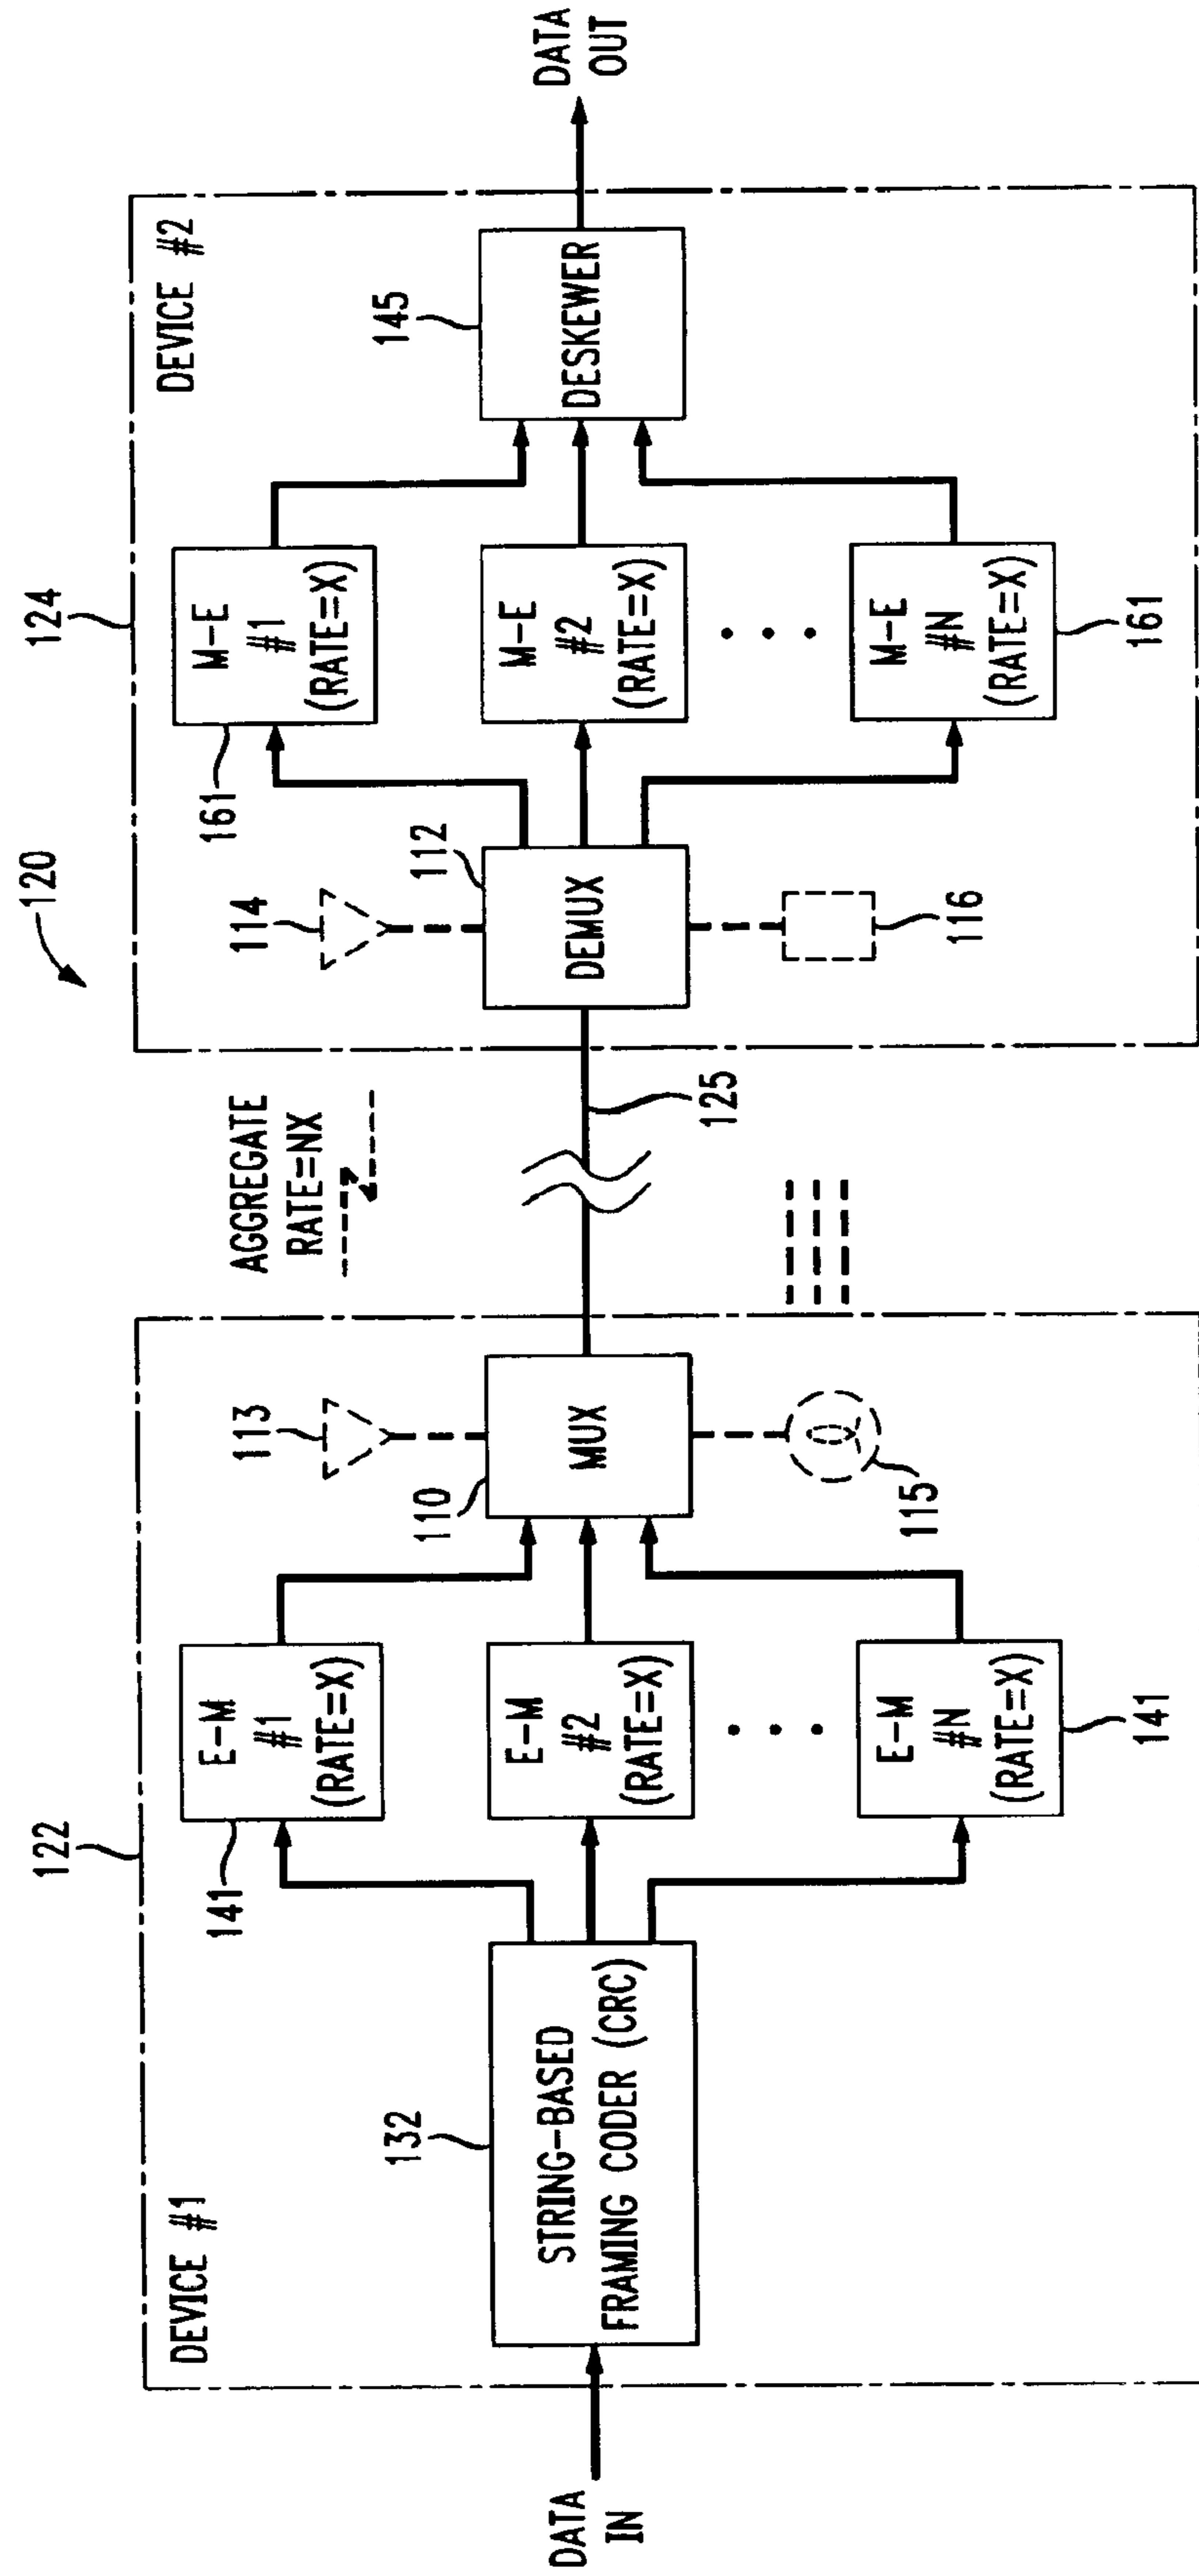 120
122
DEVICE #1
DATA
IN
132
STRING-BASED
FRAMING CODER (CRC)
141
E-M
#1
(RATE=X)
E-M
#2
(RATE=X)
E-M
#N
(RATE=X)
141
110
MUX
113
115
AGGREGATE
RATE=NX
125
124
DEVICE #2
114
112
DEMUX
116
161
M-E
#1
(RATE=X)
M-E
#2
(RATE=X)
M-E
#N
(RATE=X)
161
145
DESKEWER
DATA
OUT